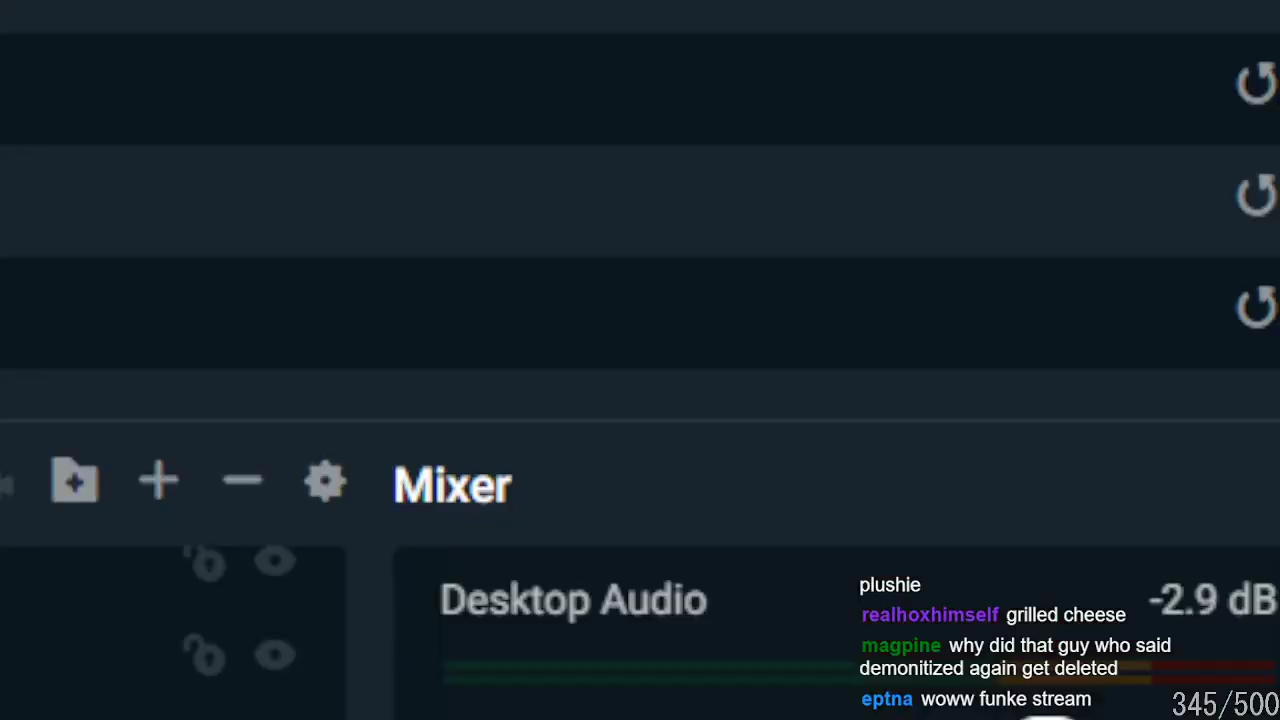 Mixer
Desktop Audio
-2.9 dB
plushie
realhoxhimself grilled cheese
magpine why did that guy who said
demonitized again get deleted
eptna woww funke stream
345/500